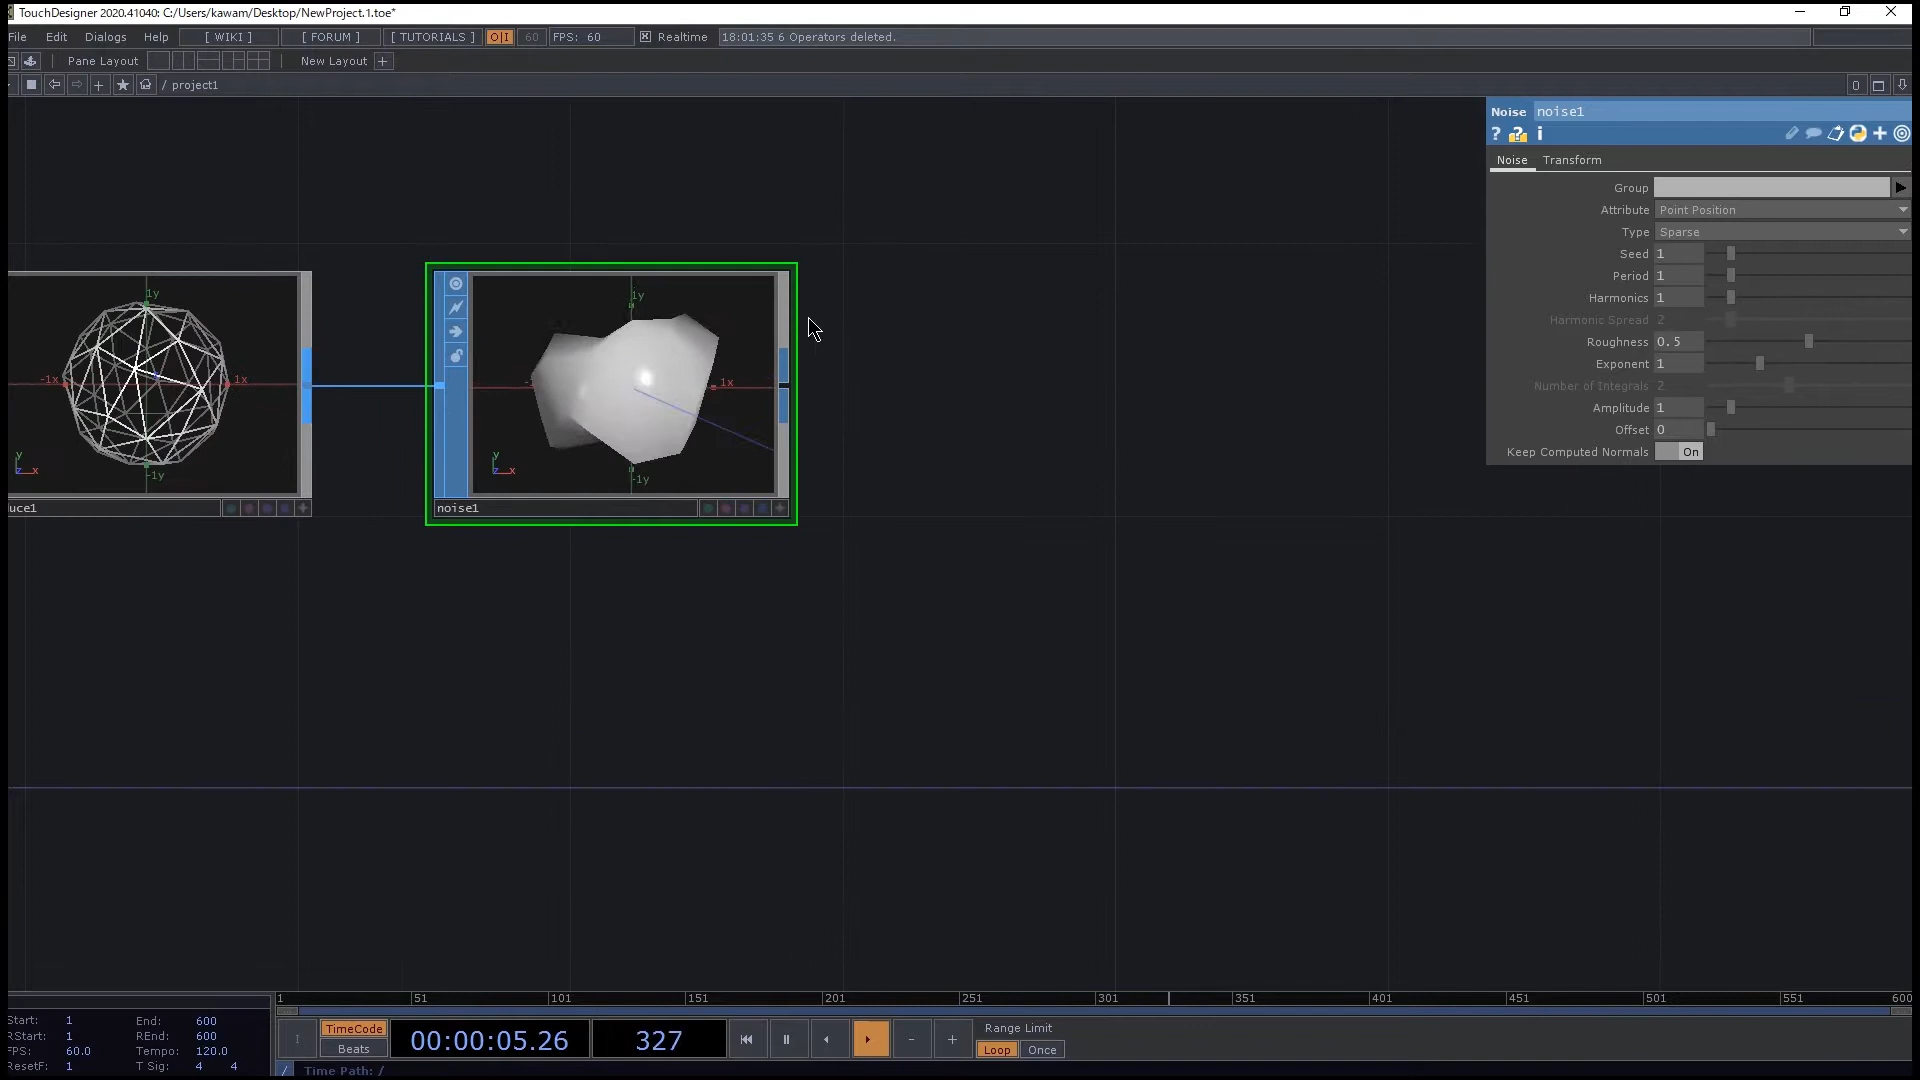 TouchDesigner 2020.41040: C:/Users/kawam/Desktop/NewProject.1.toe*
File Edit Dialogs Help [ WIKI ] [ FORUM ] [ TUTORIALS ] O|I 60 FPS: 60 Realtime 18:01:35 6 Operators deleted.
Pane Layout New Layout +
/ project1 0
Noise noise1
? ? i
Noise Transform
Group
Attribute Point Position
Type Sparse
Seed 1
Period 1
Harmonics 1
Harmonic Spread 2
Roughness 0.5
Exponent 1
Number of Integrals 2
Amplitude 1
Offset 0
Keep Computed Normals On
1y
-1x
1x
-1y
y
z x
uce1
1y
1x
-1y
y
z x
noise1
1 51 101 151 201 251 301 351 401 451 501 551 600
Start: 1 End: 600
RStart: 1 REnd: 600
FPS: 60.0 Tempo: 120.0
ResetF: 1 T Sig: 4 4
I
TimeCode
Beats
00:00:05.26
327
- +
Range Limit
Loop Once
/ Time Path: /